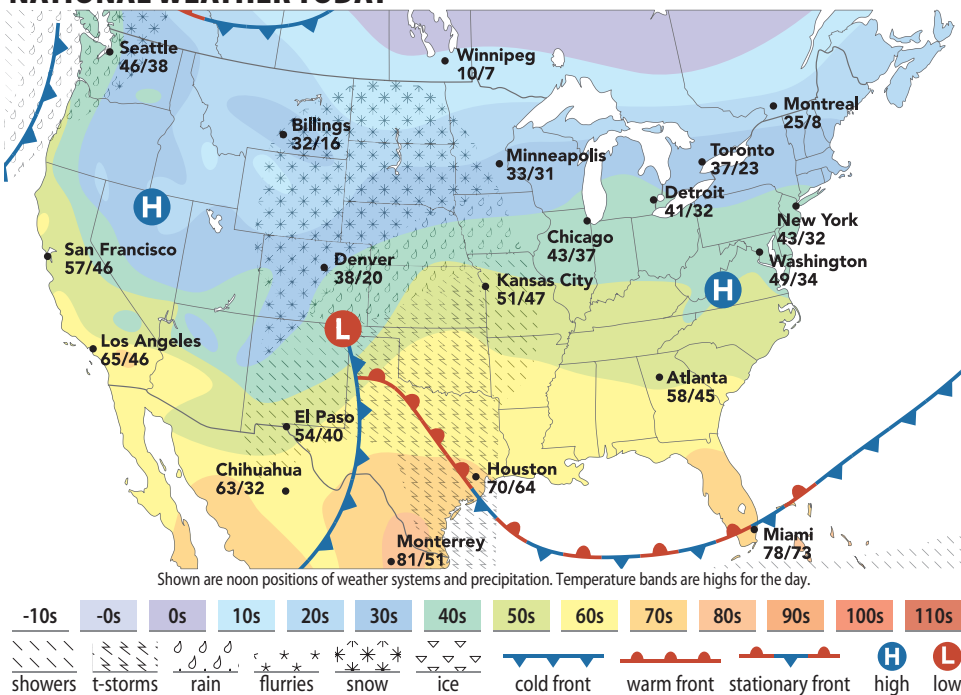 NATIONAL WEATHER TODAY
Seattle
46/38
Winnipeg
10/7
Billings
32/16
Montreal
25/8
Minneapolis
33/31
Toronto
37/23
Detroit
41/32
H
New York
43/32
San Francisco
57/46
Denver
38/20
Chicago
43/37
Washington
49/34
Kansas City
51/47
H
L
Los Angeles
65/46
Atlanta
58/45
El Paso
54/40
Chihuahua
63/32
Houston
70/64
Monterrey
81/51
Miami
78/73
Shown are noon positions of weather systems and precipitation. Temperature bands are highs for the day.
-10s -0s 0s 10s 20s 30s 40s 50s 60s 70s 80s 90s 100s 110s
H L
showers t-storms rain flurries snow ice cold front warm front stationary front high low